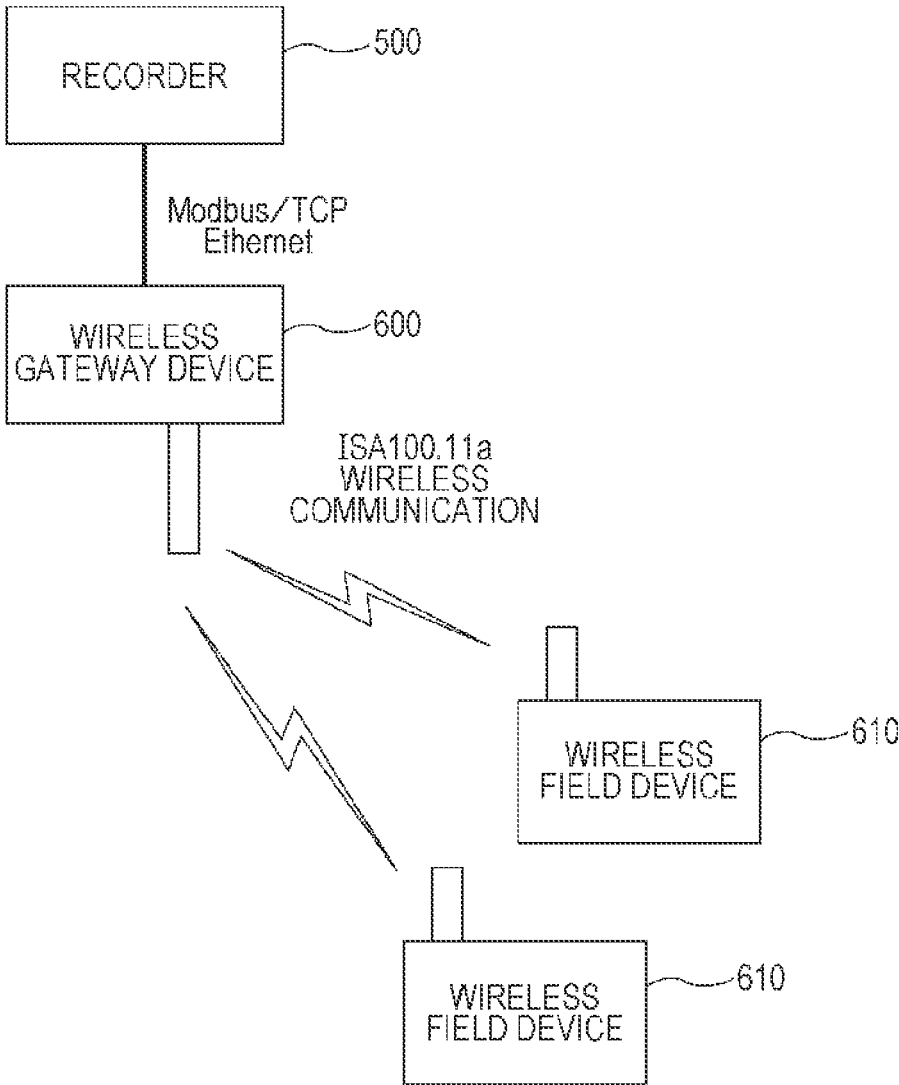 500
RECORDER
Modbus/TCP
Ethernet
600
WIRELESS
GATEWAY DEVICE
ISA100.11a
WIRELESS
COMMUNICATION
610
WIRELESS
FIELD DEVICE
610
WIRELESS
FIELD DEVICE